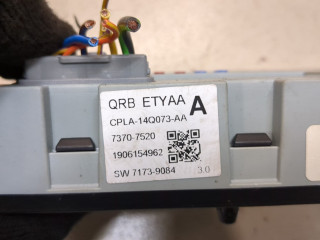 QRB ETYAA A
CPLA-14Q073-AA
7370-7520
1906154962
SW 7173-9084 3.0